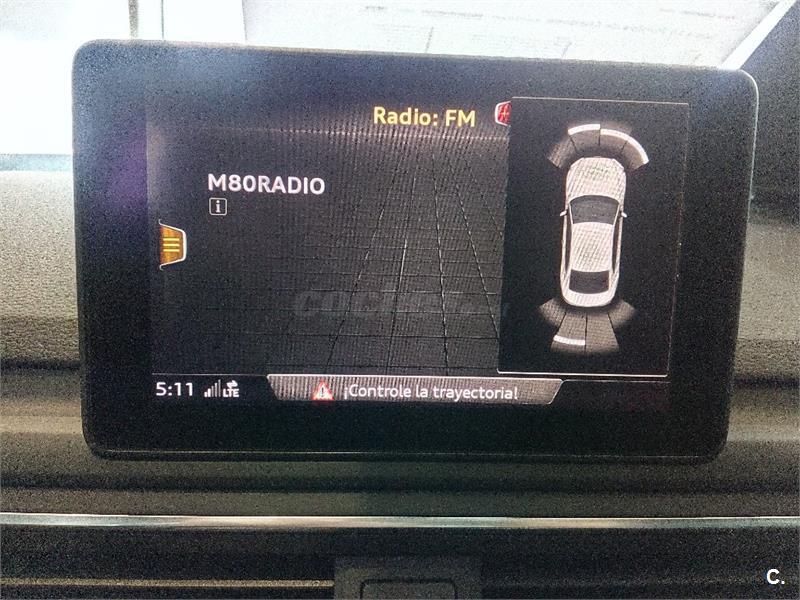 Radio: FM
M80RADIO
i
5:11 LTE ¡Controle la trayectoria!
c.